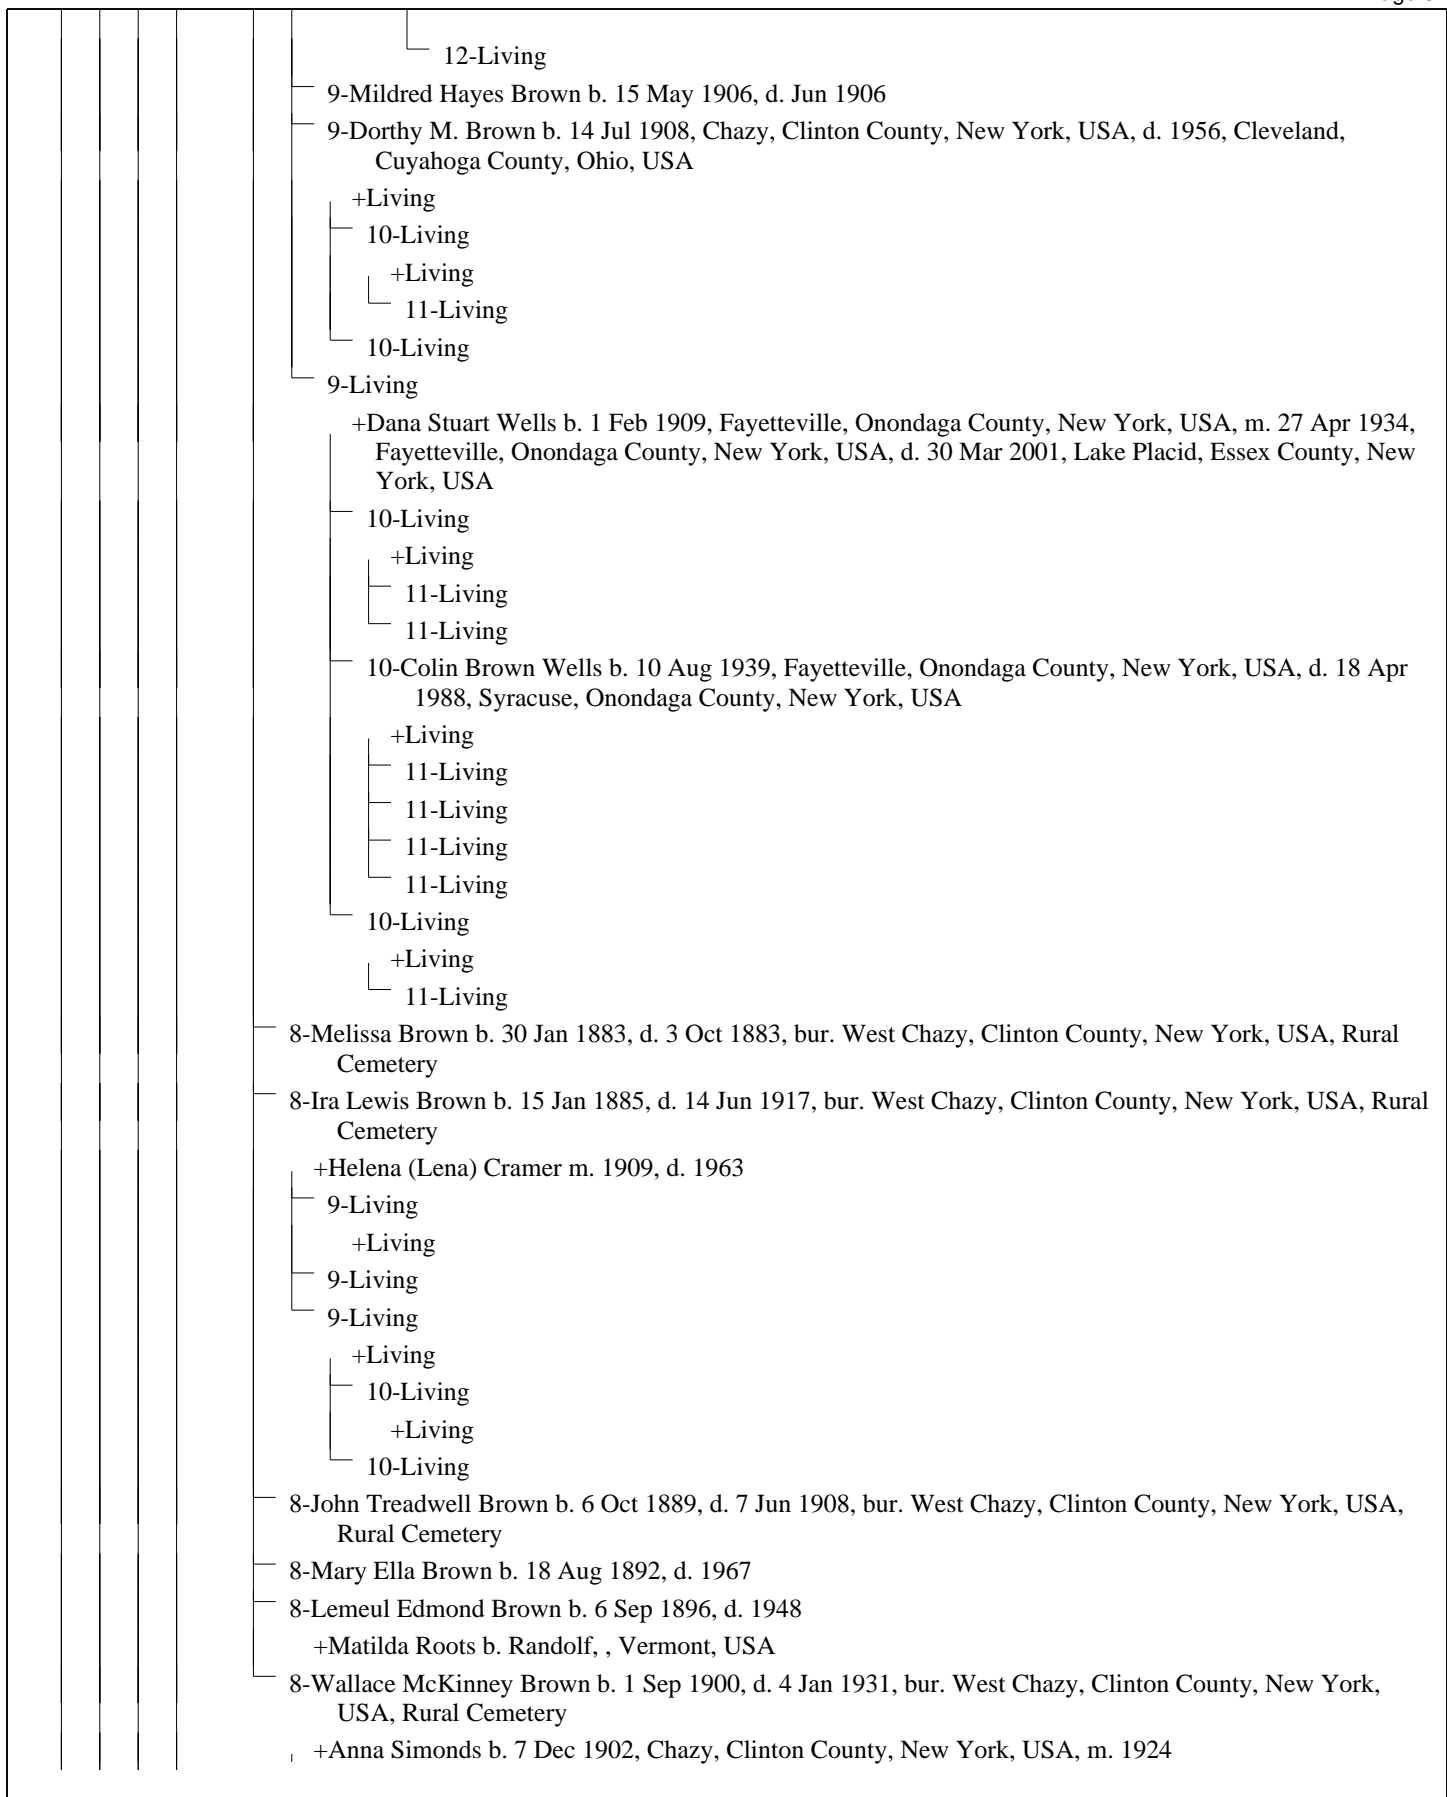 12-Living
9-Mildred Hayes Brown b. 15 May 1906, d. Jun 1906
9-Dorthy M. Brown b. 14 Jul 1908, Chazy, Clinton County, New York, USA, d. 1956, Cleveland,
Cuyahoga County, Ohio, USA
+Living
10-Living
+Living
11-Living
10-Living
9-Living
+Dana Stuart Wells b. 1 Feb 1909, Fayetteville, Onondaga County, New York, USA, m. 27 Apr 1934,
Fayetteville, Onondaga County, New York, USA, d. 30 Mar 2001, Lake Placid, Essex County, New
York, USA
10-Living
+Living
11-Living
11-Living
10-Colin Brown Wells b. 10 Aug 1939, Fayetteville, Onondaga County, New York, USA, d. 18 Apr
1988, Syracuse, Onondaga County, New York, USA
+Living
11-Living
11-Living
11-Living
11-Living
10-Living
+Living
11-Living
8-Melissa Brown b. 30 Jan 1883, d. 3 Oct 1883, bur. West Chazy, Clinton County, New York, USA, Rural
Cemetery
8-Ira Lewis Brown b. 15 Jan 1885, d. 14 Jun 1917, bur. West Chazy, Clinton County, New York, USA, Rural
Cemetery
+Helena (Lena) Cramer m. 1909, d. 1963
9-Living
+Living
9-Living
9-Living
+Living
10-Living
+Living
10-Living
8-John Treadwell Brown b. 6 Oct 1889, d. 7 Jun 1908, bur. West Chazy, Clinton County, New York, USA,
Rural Cemetery
8-Mary Ella Brown b. 18 Aug 1892, d. 1967
8-Lemeul Edmond Brown b. 6 Sep 1896, d. 1948
+Matilda Roots b. Randolf, , Vermont, USA
8-Wallace McKinney Brown b. 1 Sep 1900, d. 4 Jan 1931, bur. West Chazy, Clinton County, New York,
USA, Rural Cemetery
+Anna Simonds b. 7 Dec 1902, Chazy, Clinton County, New York, USA, m. 1924